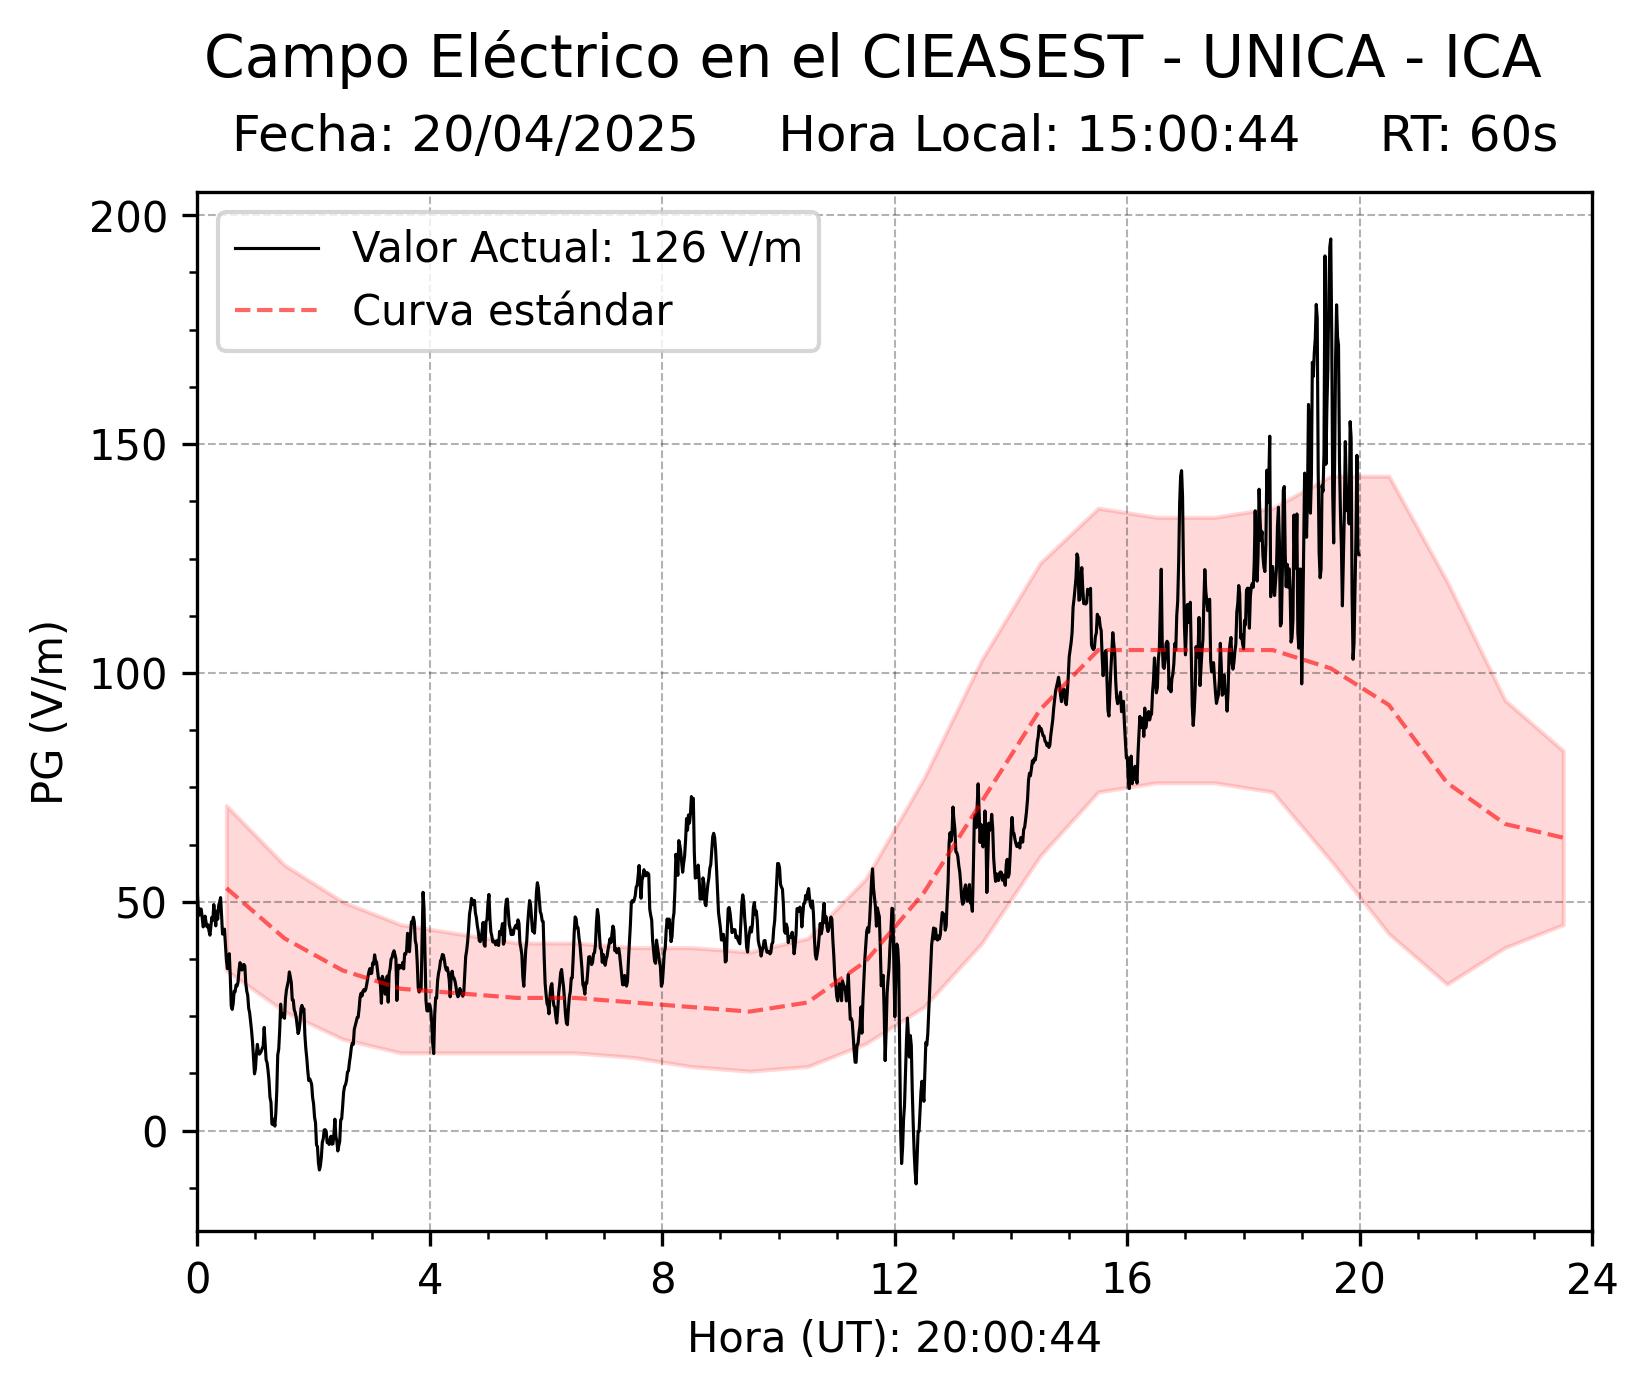 Campo Eléctrico en el CIEASEST - UNICA - ICA
Fecha: 20/04/2025 Hora Local: 15:00:44 RT: 60s
Valor Actual: 126 V/m
Curva estándar
PG (V/m)
200
150
100
50
0
0 4 8 12 16 20 24
Hora (UT): 20:00:44